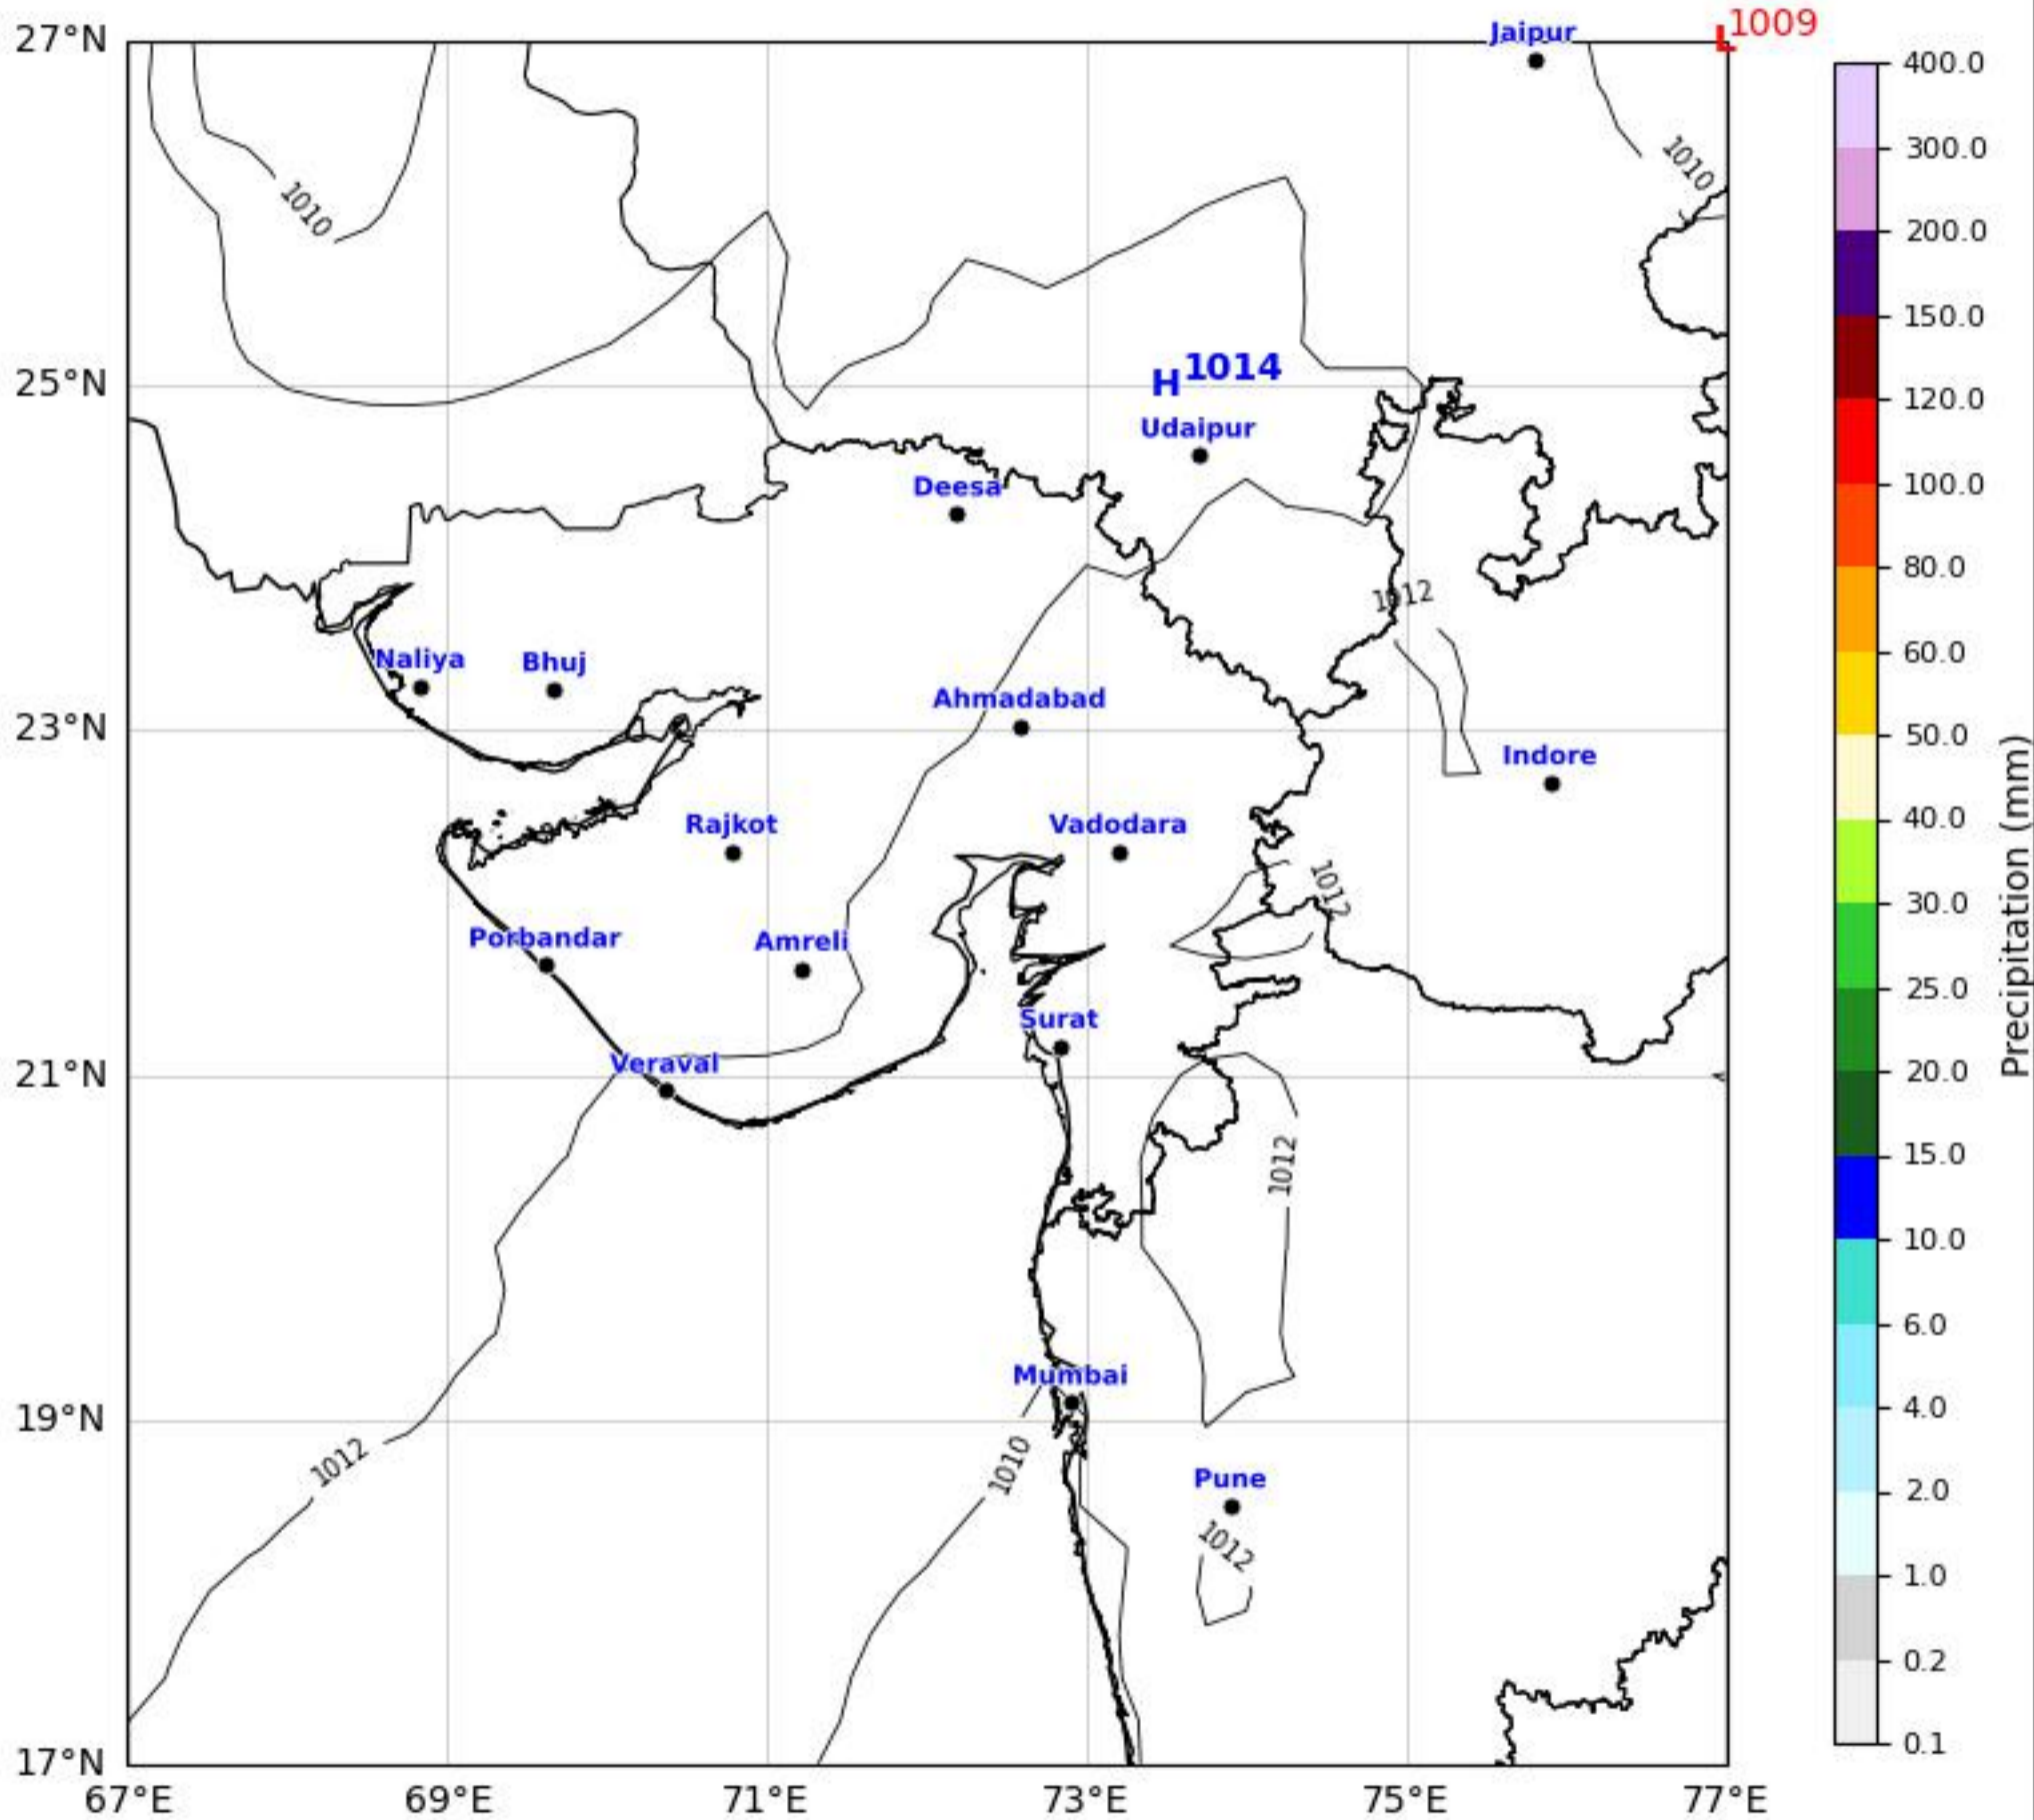 27°N
Jaipur
L1009
400.0
1010
300.0
1010
200.0
150.0
25°N
H1014
120.0
Udaipur
Deesa
100.0
80.0
1012
Naliya
Bhuj
60.0
Ahmadabad
23°N
50.0
Indore
Rajkot
Vadodara
40.0
1012
30.0
Porbandar
Amreli
Precipitation (mm)
25.0
Surat
Veraval
21°N
20.0
1012
15.0
10.0
6.0
Mumbai
19°N
4.0
1012
1010
Pune
2.0
1012
1.0
0.2
17°N
0.1
67°E
69°E
71°E
73°E
75°E
77°E